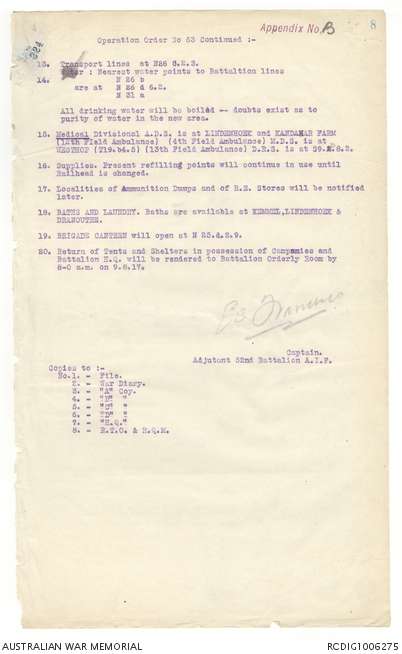 Appendix No. B
8
Operation Order No 53 Continued :-
13. Transport lines at N26 6.2.3.
14. Water : Nearest water points to Battaltion lines
N 26 b
are at N 26 d 6.2.
N 31 a
All drinking water will be boiled -- doubts exist as to
purity of water in the new area.
15. Medical Divisional A.D.S. is at LINDENHOEK and KANDAHAR FARM
(12th Field Ambulance) (4th Field Ambulance) M.D.S. is at
WESTHOF (T19.b4.5) (13th Field Ambulance) D.R.S. is at S9.
16. Supplies. Present refilling points will continue in use until
Railhead is changed.
17. Localities of Ammunition Dumps and of R.E. Stores will be notified
later.
18. BATHS AND LAUNDRY. Baths are available at KEMMEL,LINDENHOEK &
DRANOUTRE.
19. BRIGADE CANTEEN will open at N 25.d.2.9.
20. Return of Tents and Shelters in possession of Companies and
Battalion H.Q. will be rendered to Battalion Orderly Room by
8-0 a.m. on 9.8.17.
Captain.
Adjutant 52nd Battalion A.I.F.
Copies to :-
No.1. - File.
2. - War Diary.
3. - "A" Coy.
4. - "B" "
5. - "C" "
6. - "D" "
7. - "H.Q."
8. - R.T.O. & R.Q.M.
AUSTRALIAN WAR MEMORIAL
RCDIG1006275